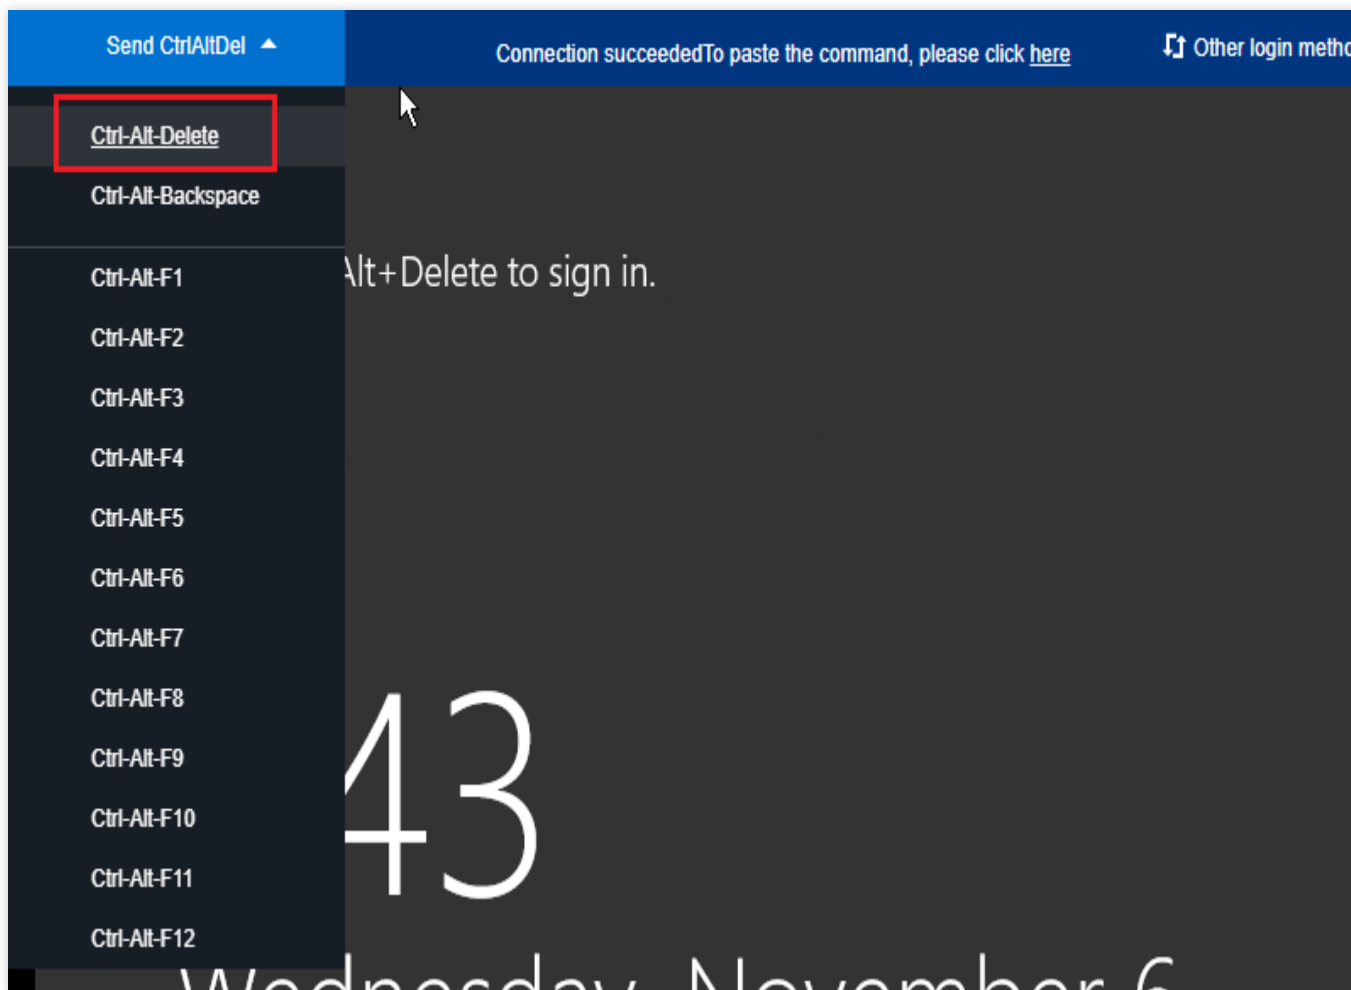 Send CtrlAltDel
Connection succeededTo paste the command, please click here
Other login
Ctrl-Alt-Delete
Ctrl-Alt-Backspace
Ctrl-Alt-F1
Alt+Delete to sign in.
Ctrl-Alt-F2
Ctrl-Alt-F3
Ctrl-Alt-F4
Ctrl-Alt-F5
Ctrl-Alt-F6
Ctrl-Alt-F7
Ctrl-Alt-F8
Ctrl-Alt-F9
Ctrl-Alt-F10
43
Ctrl-Alt-F11
Ctrl-Alt-F12
Wednesday, November 6